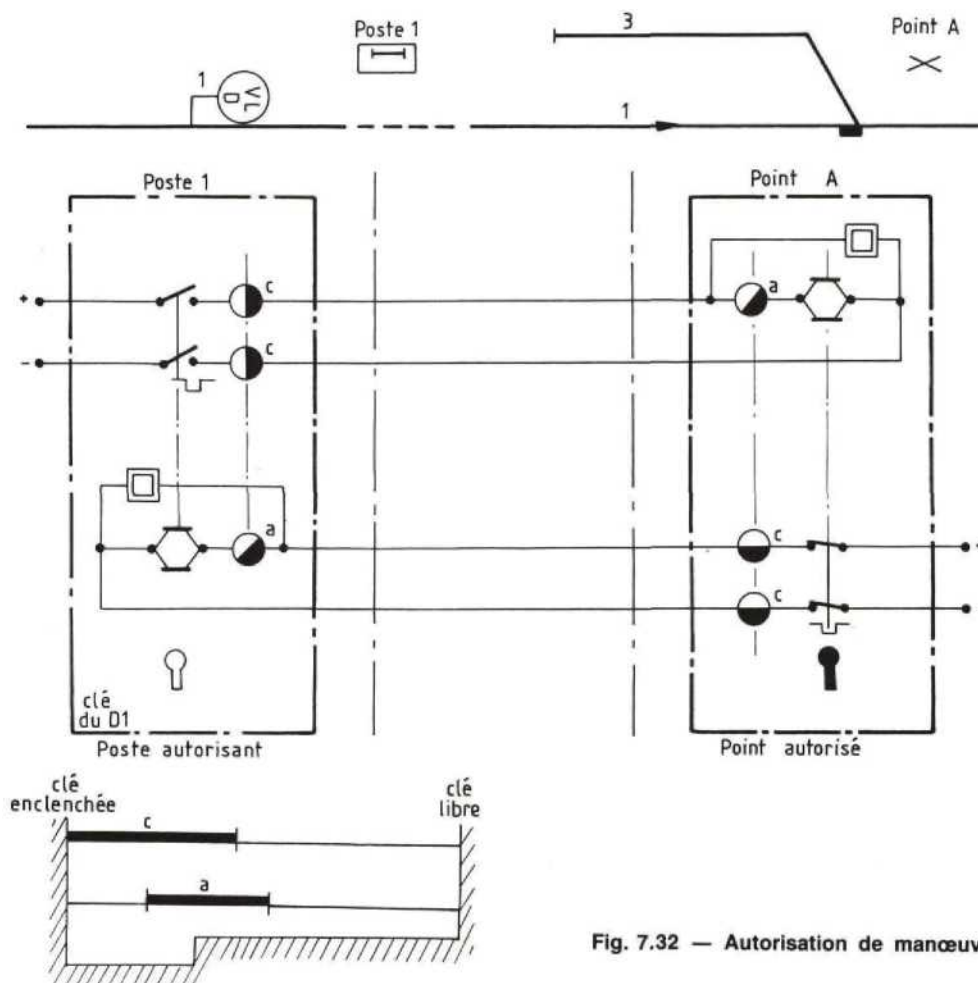 Poste 1
3
Point A
1
VL
D
1
Poste 1
Point A
+
c
a
-
c
a
c
c
clé
du D1
Poste autorisant
Point autorisé
clé
enclenchée
clé
libre
c
a
Fig. 7.32 — Autorisation de manœuv